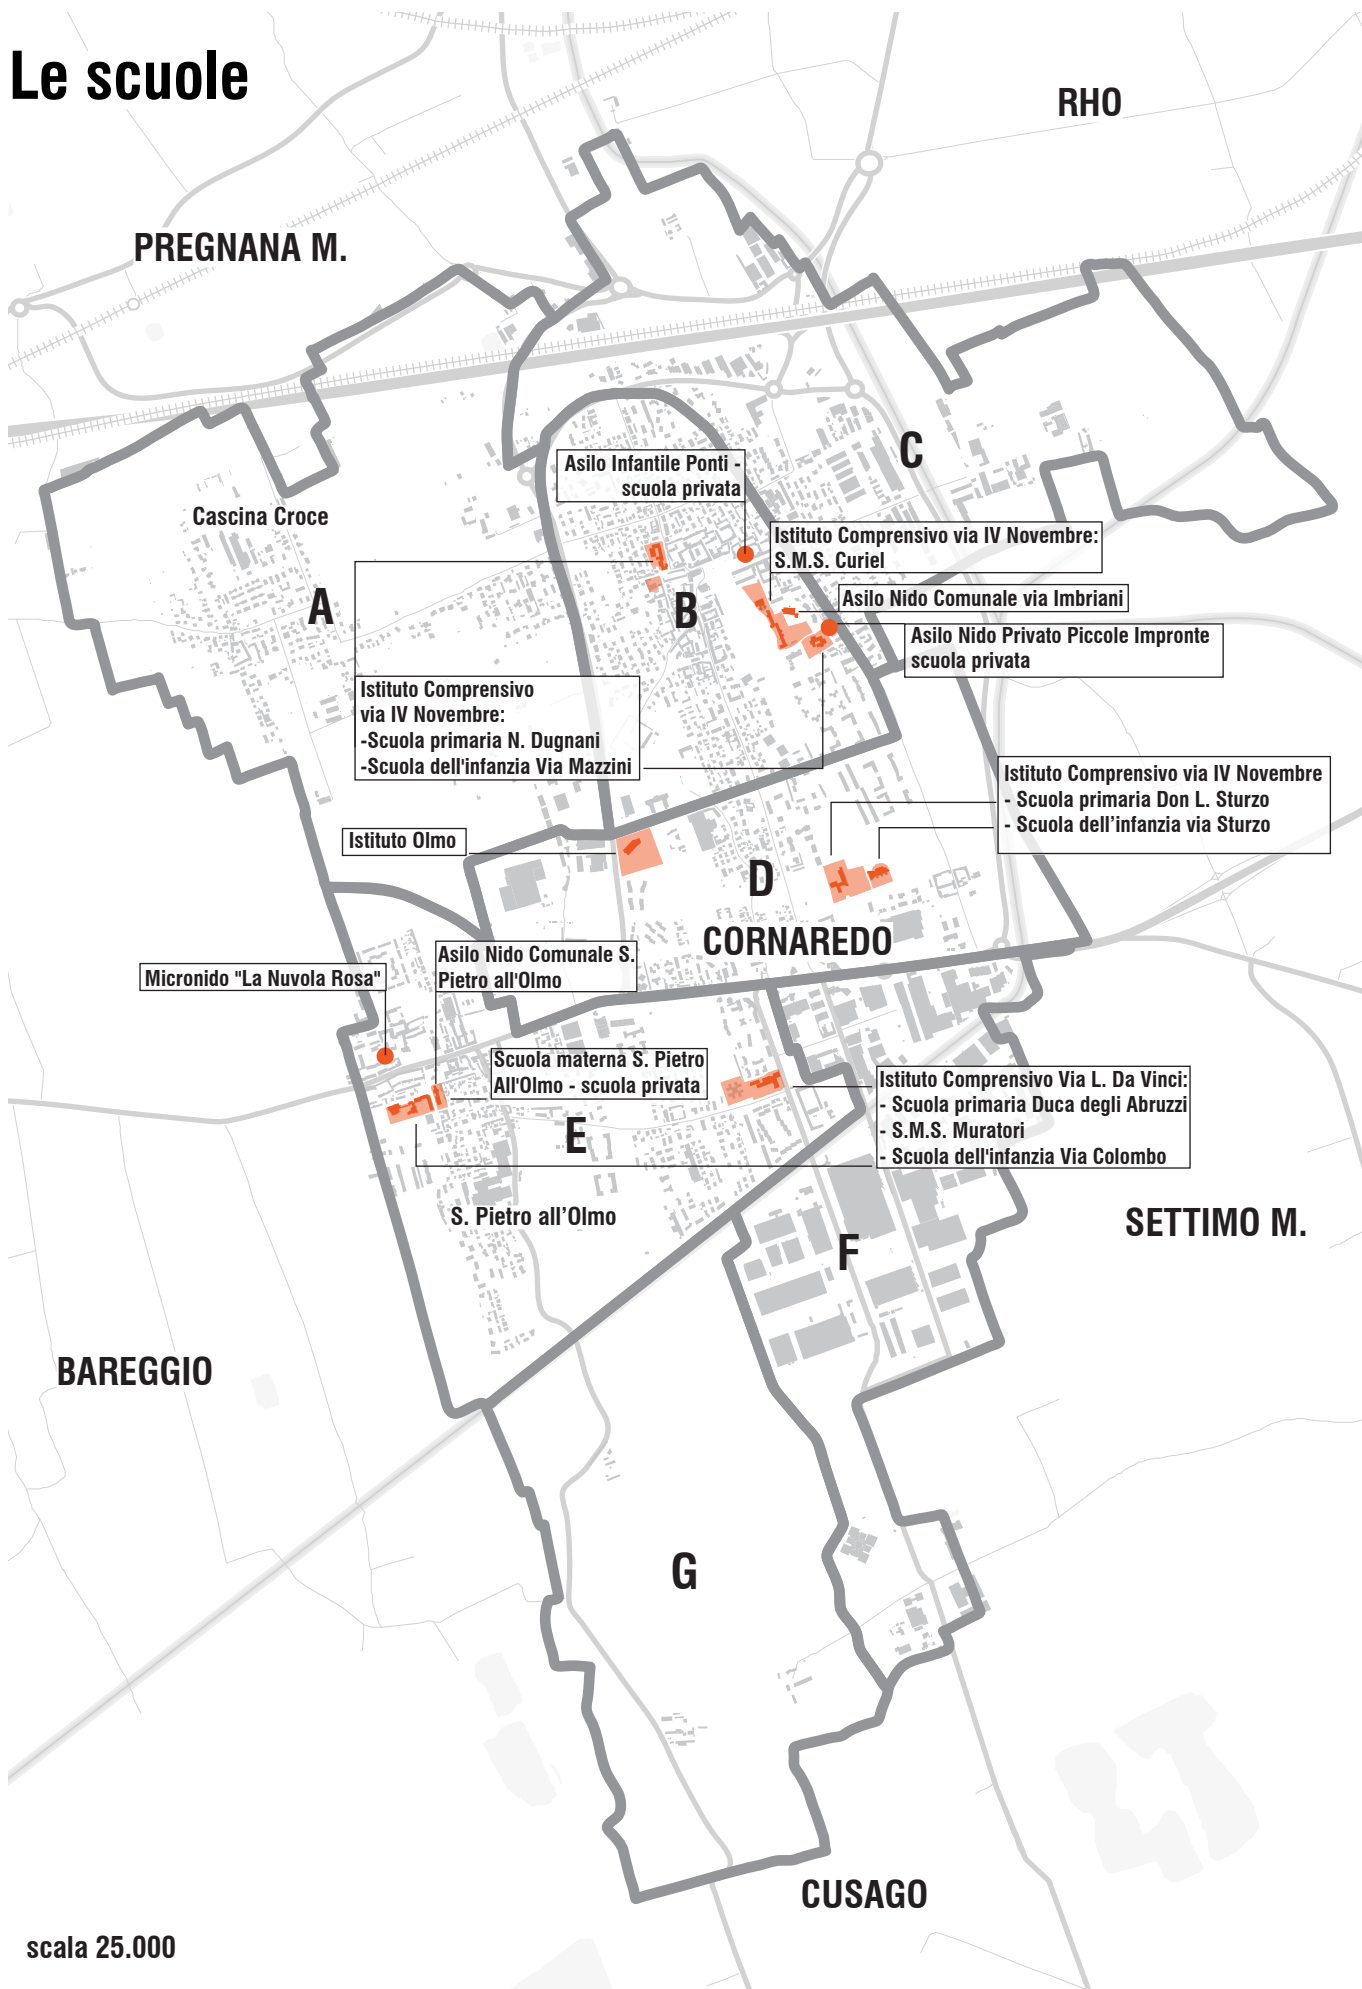 Le scuole
RHO
PREGNANA M.
C
Asilo Infantile Ponti -
scuola privata
Cascina Croce
Istituto Comprensivo via IV Novembre:
S.M.S. Curiel
A
B
Asilo Nido Comunale via Imbriani
Asilo Nido Privato Piccole Impronte
scuola privata
Istituto Comprensivo
via IV Novembre:
-Scuola primaria N. Dugnani
-Scuola dell'infanzia Via Mazzini
Istituto Comprensivo via IV Novembre
- Scuola primaria Don L. Sturzo
- Scuola dell’infanzia via Sturzo
Istituto Olmo
D
CORNAREDO
Asilo Nido Comunale S.
Pietro all'Olmo
Micronido "La Nuvola Rosa"
Scuola materna S. Pietro
All'Olmo - scuola privata
Istituto Comprensivo Via L. Da Vinci:
- Scuola primaria Duca degli Abruzzi
- S.M.S. Muratori
- Scuola dell'infanzia Via Colombo
E
S. Pietro all’Olmo
SETTIMO M.
F
BAREGGIO
G
CUSAGO
scala 25.000